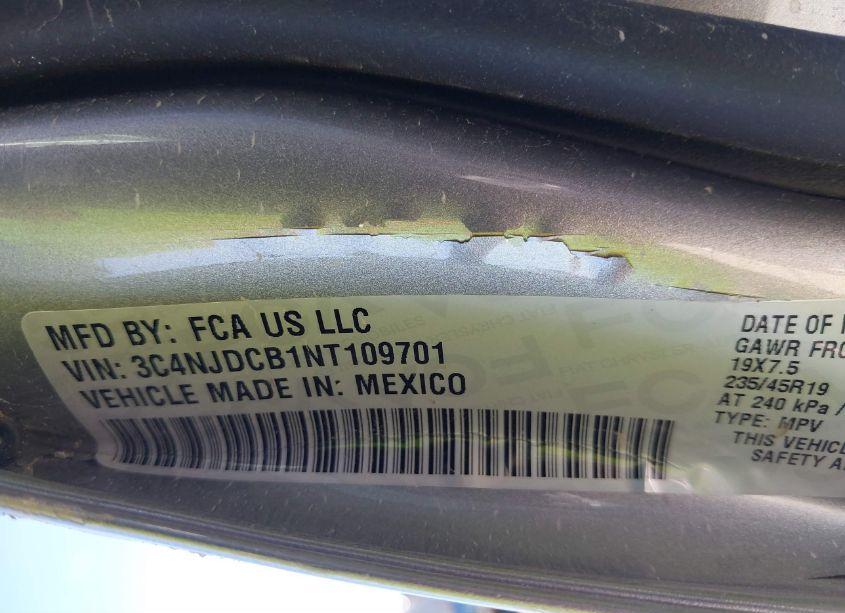 MFD BY: FCA US LLC
VIN: 3C4NJDCB1NT109701
VEHICLE MADE IN: MEXICO
DATE OF
GAWR FRO
19X7.5
235/45R19
AT 240 kPa /
TYPE: MPV
THIS VEHICL
SAFETY A